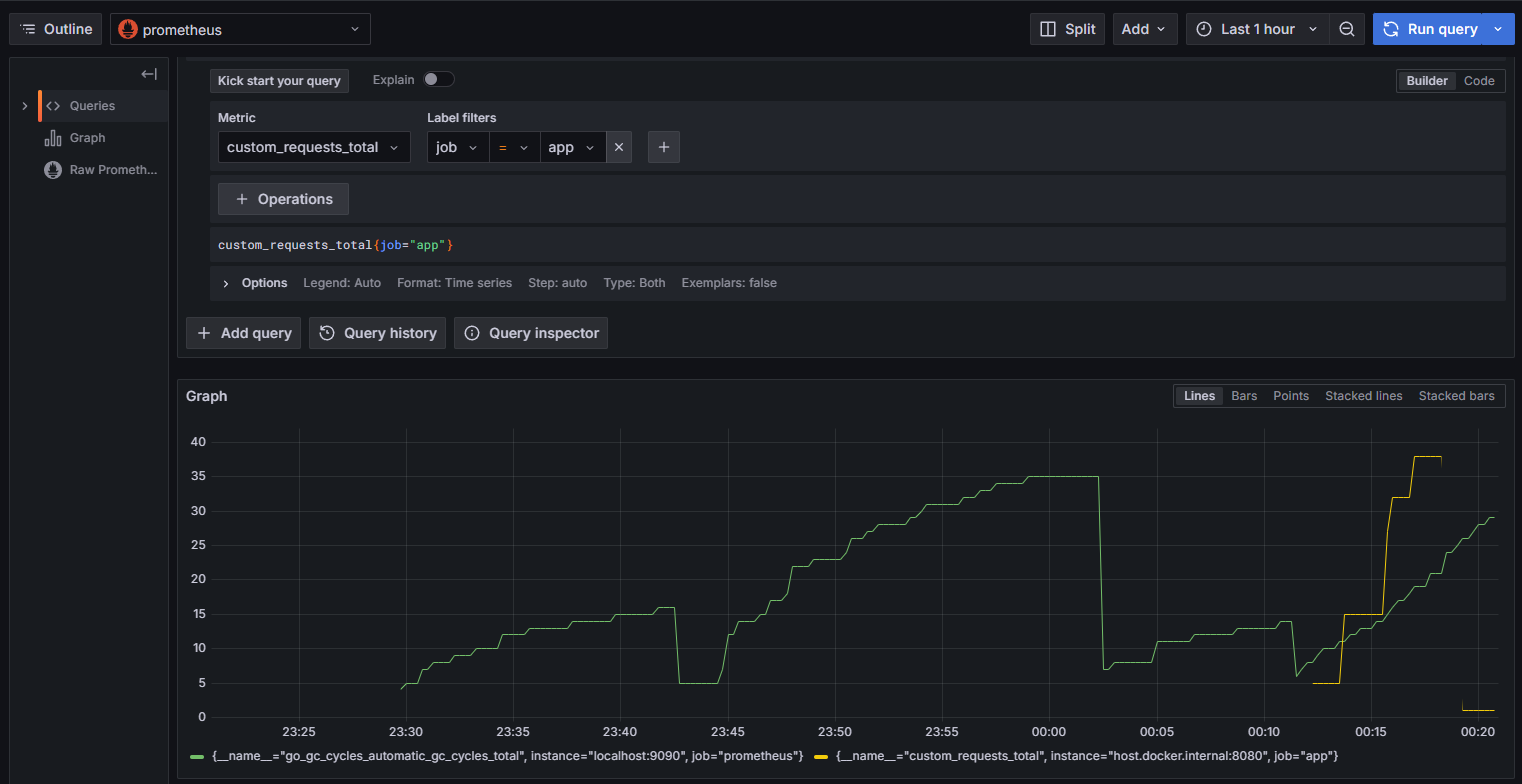 Outline
prometheus
Split
Add
Last 1 hour
Run query
Queries
Graph
Raw Prometh...
Kick start your query
Explain
Builder
Code
Metric
Label filters
custom_requests_total
job
=
app
+ Operations
custom_requests_total{job="app"}
Options Legend: Auto Format: Time series Step: auto Type: Both Exemplars: false
+ Add query
Query history
Query inspector
Graph
Lines Bars Points Stacked lines Stacked bars
40
35
30
25
20
15
10
5
0
23:25 23:30 23:35 23:40 23:45 23:50 23:55 00:00 00:05 00:10 00:15 00:20
{__name__="go_gc_cycles_automatic_gc_cycles_total", instance="localhost:9090", job="prometheus"} {__name__="custom_requests_total", instance="host.docker.internal:8080", job="app"}